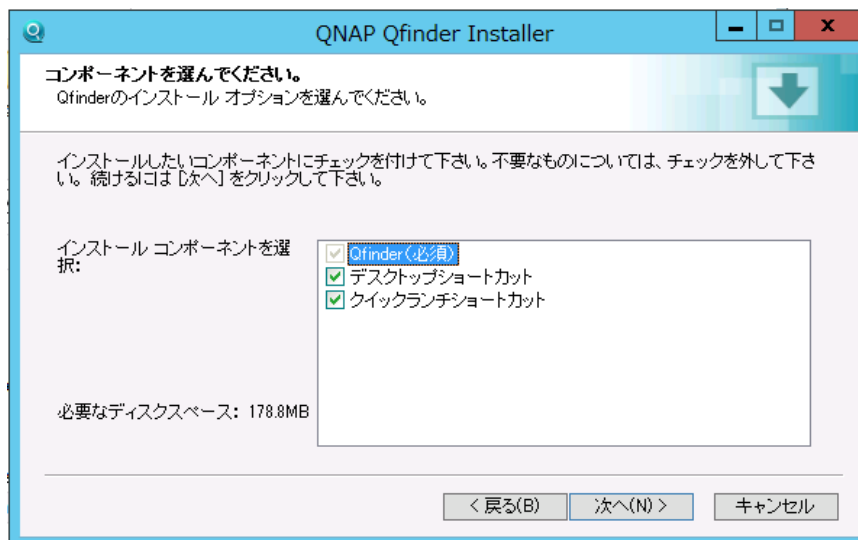 QNAP Qfinder Installer
コンポーネントを選んでください。
Qfinderのインストール オプションを選んでください。
インストールしたいコンポーネントにチェックを付けて下さい。不要なものについては、チェックを外して下さ
い。続けるには [次へ] をクリックして下さい。
インストール コンポーネントを選
択:
Qfinder(必須)
デスクトップショートカット
クイックランチショートカット
必要なディスクスペース: 178.8MB
< 戻る(B)
次へ(N) >
キャンセル